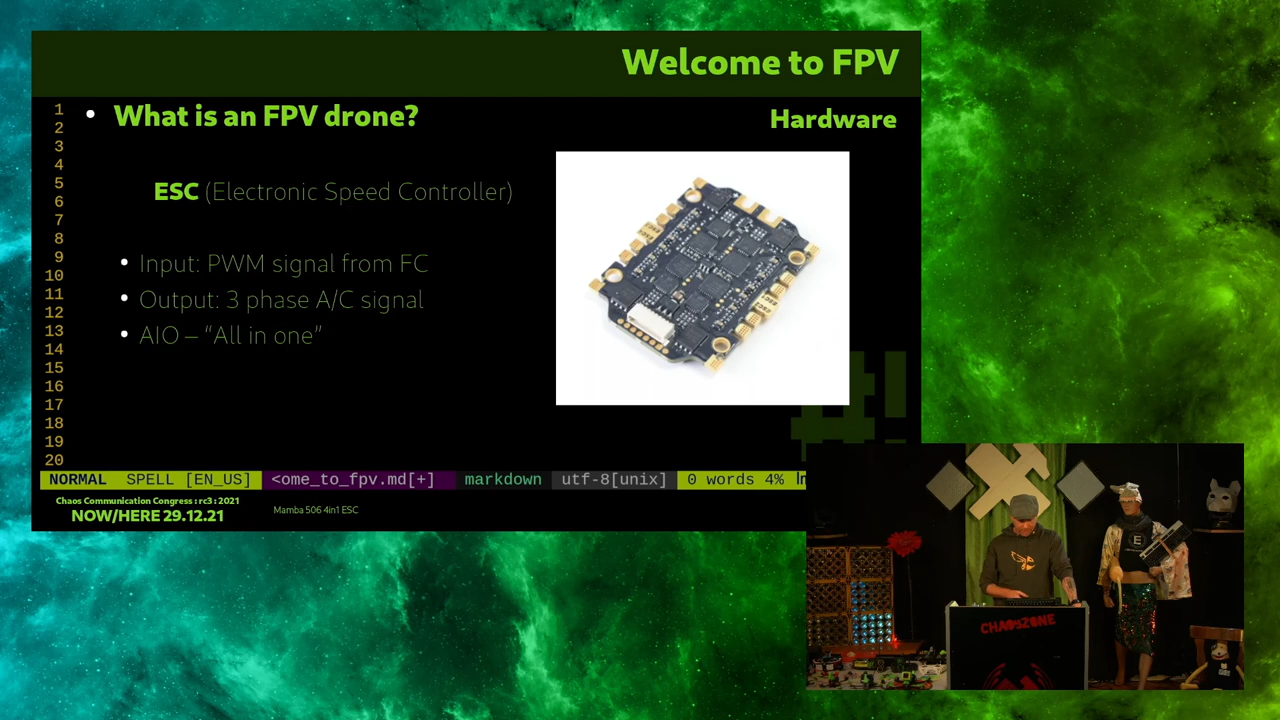 Welcome to FPV
Hardware
1
2
3
4
5
6
7
8
9
10
11
12
13
14
15
16
17
18
19
20
• What is an FPV drone?
ESC (Electronic Speed Controller)
• Input: PWM signal from FC
• Output: 3 phase A/C signal
• AIO – “All in one”
NORMAL SPELL [EN_US] <ome_to_fpv.md[+] markdown utf-8[unix] 0 words 4%
Chaos Communication Congress : rc3 : 2021
NOW/HERE 29.12.21
Mamba 506 4in1 ESC
CHAOSZONE
E